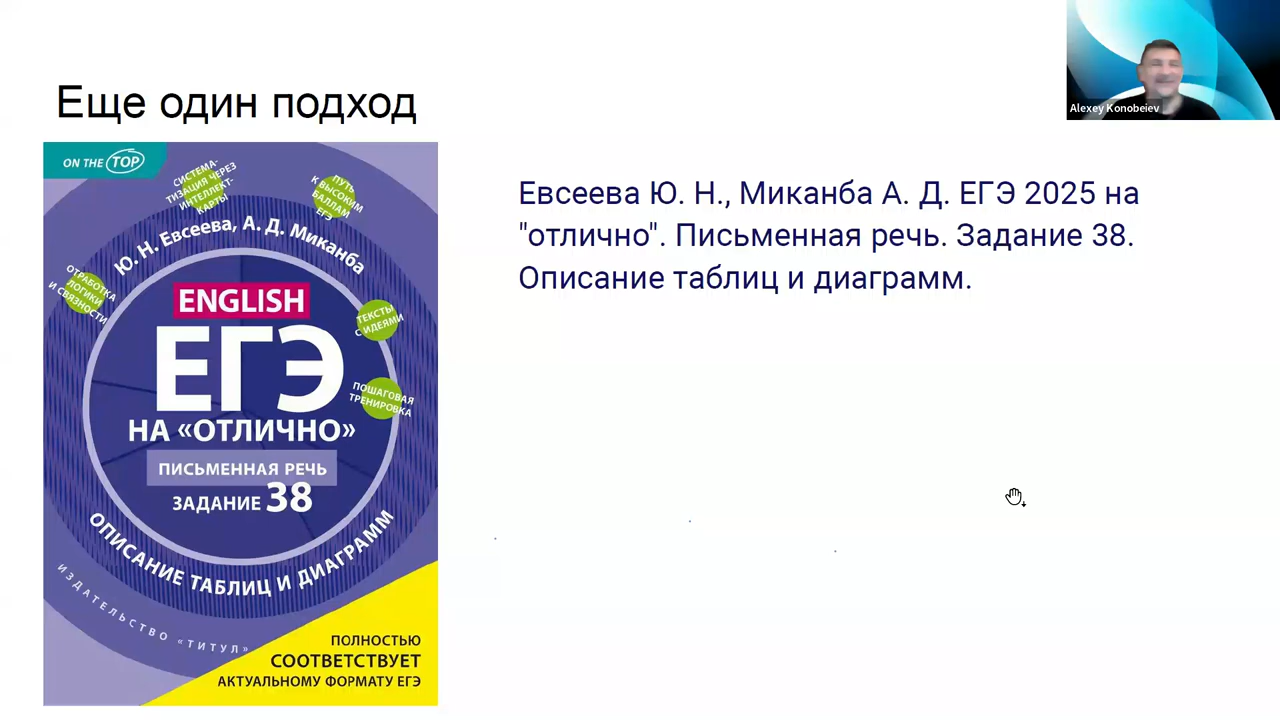 Alexey Konobeiev
Еще один подход
Евсеева Ю. Н., Миканба А. Д. ЕГЭ 2025 на
"отлично". Письменная речь. Задание 38.
Описание таблиц и диаграмм.
ON THE TOP
СИСТЕМА-
ТИЗАЦИЯ ЧЕРЕЗ
ИНТЕЛЛЕКТ-
КАРТЫ
ПУТЬ
К ВЫСОКИМ
БАЛЛАМ
ЕГЭ
Ю. Н. Евсеева, А. Д. Миканба
ОТРАБОТКА
ЛОГИКИ
И СВЯЗНОСТИ
ENGLISH
ТЕКСТЫ
С ИДЕЯМИ
ЕГЭ
ПОШАГОВАЯ
ТРЕНИРОВКА
НА «ОТЛИЧНО»
ПИСЬМЕННАЯ РЕЧЬ
ЗАДАНИЕ 38
ОПИСАНИЕ ТАБЛИЦ И ДИАГРАММ
ИЗДАТЕЛЬСТВО «ТИТУЛ»
ПОЛНОСТЬЮ
СООТВЕТСТВУЕТ
АКТУАЛЬНОМУ ФОРМАТУ ЕГЭ